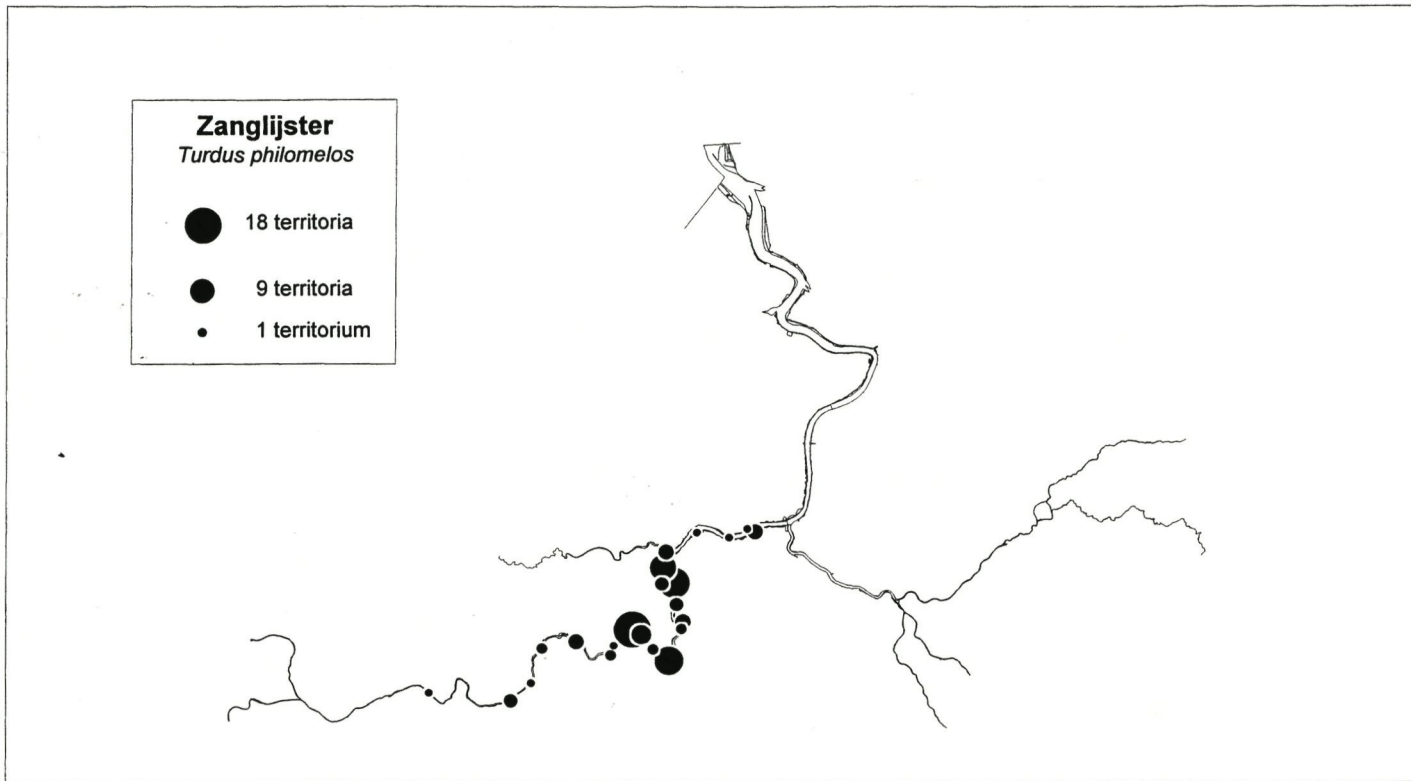 Zanglijster
Turdus philomelos
18 territoria
9 territoria
1 territorium